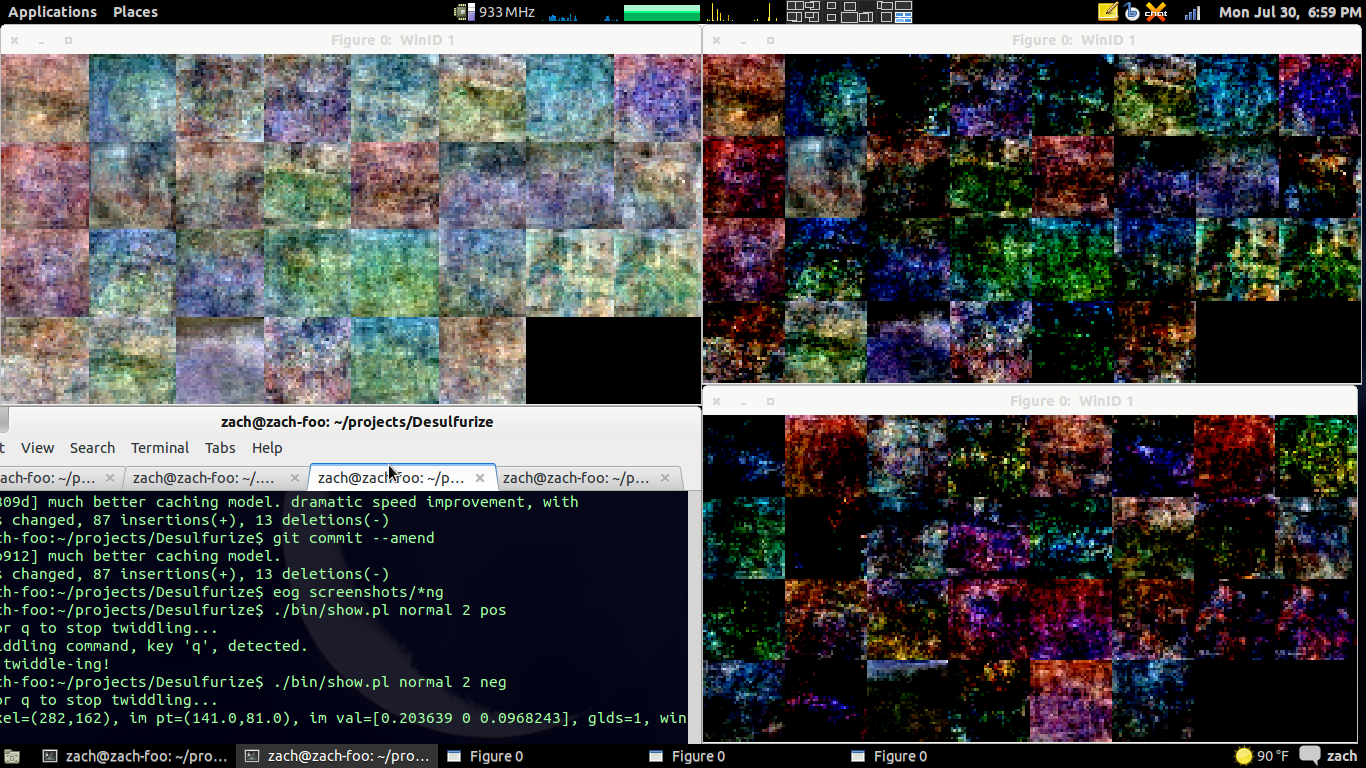 Applications Places 933 MHz chat Mon Jul 30, 6:59 PM
Figure 0: WinID 1
Figure 0: WinID 1
Figure 0: WinID 1
zach@zach-foo: ~/projects/Desulfurize
t View Search Terminal Tabs Help
zach-foo: ~/p... zach@zach-foo: ~/.... zach@zach-foo: ~/p... zach@zach-foo: ~/p...
809d] much better caching model. dramatic speed improvement, with
s changed, 87 insertions(+), 13 deletions(-)
ch-foo:~/projects/Desulfurize$ git commit --amend
b912] much better caching model.
s changed, 87 insertions(+), 13 deletions(-)
ch-foo:~/projects/Desulfurize$ eog screenshots/*ng
ch-foo:~/projects/Desulfurize$ ./bin/show.pl normal 2 pos
or q to stop twiddling...
ddling command, key 'q', detected.
twiddle-ing!
ch-foo:~/projects/Desulfurize$ ./bin/show.pl normal 2 neg
or q to stop twiddling...
xel=(282,162), im pt=(141.0,81.0), im val=[0.203639 0 0.0968243], glds=1, win
zach@zach-foo: ~/pro... zach@zach-foo: ~/pro... Figure 0 Figure 0 Figure 0 90 °F zach